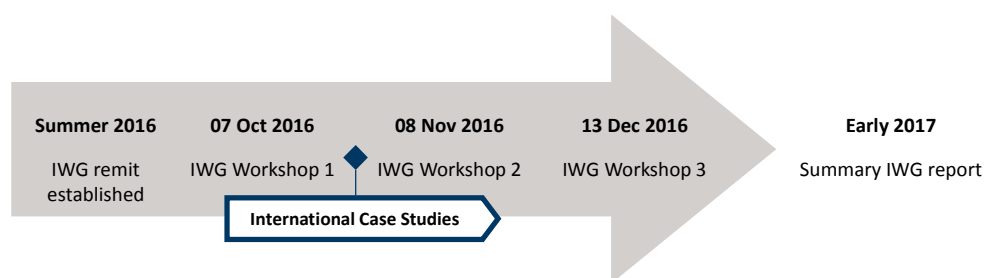 Summer 2016
IWG remit
established
07 Oct 2016
IWG Workshop 1
08 Nov 2016
IWG Workshop 2
13 Dec 2016
IWG Workshop 3
Early 2017
Summary IWG report
International Case Studies